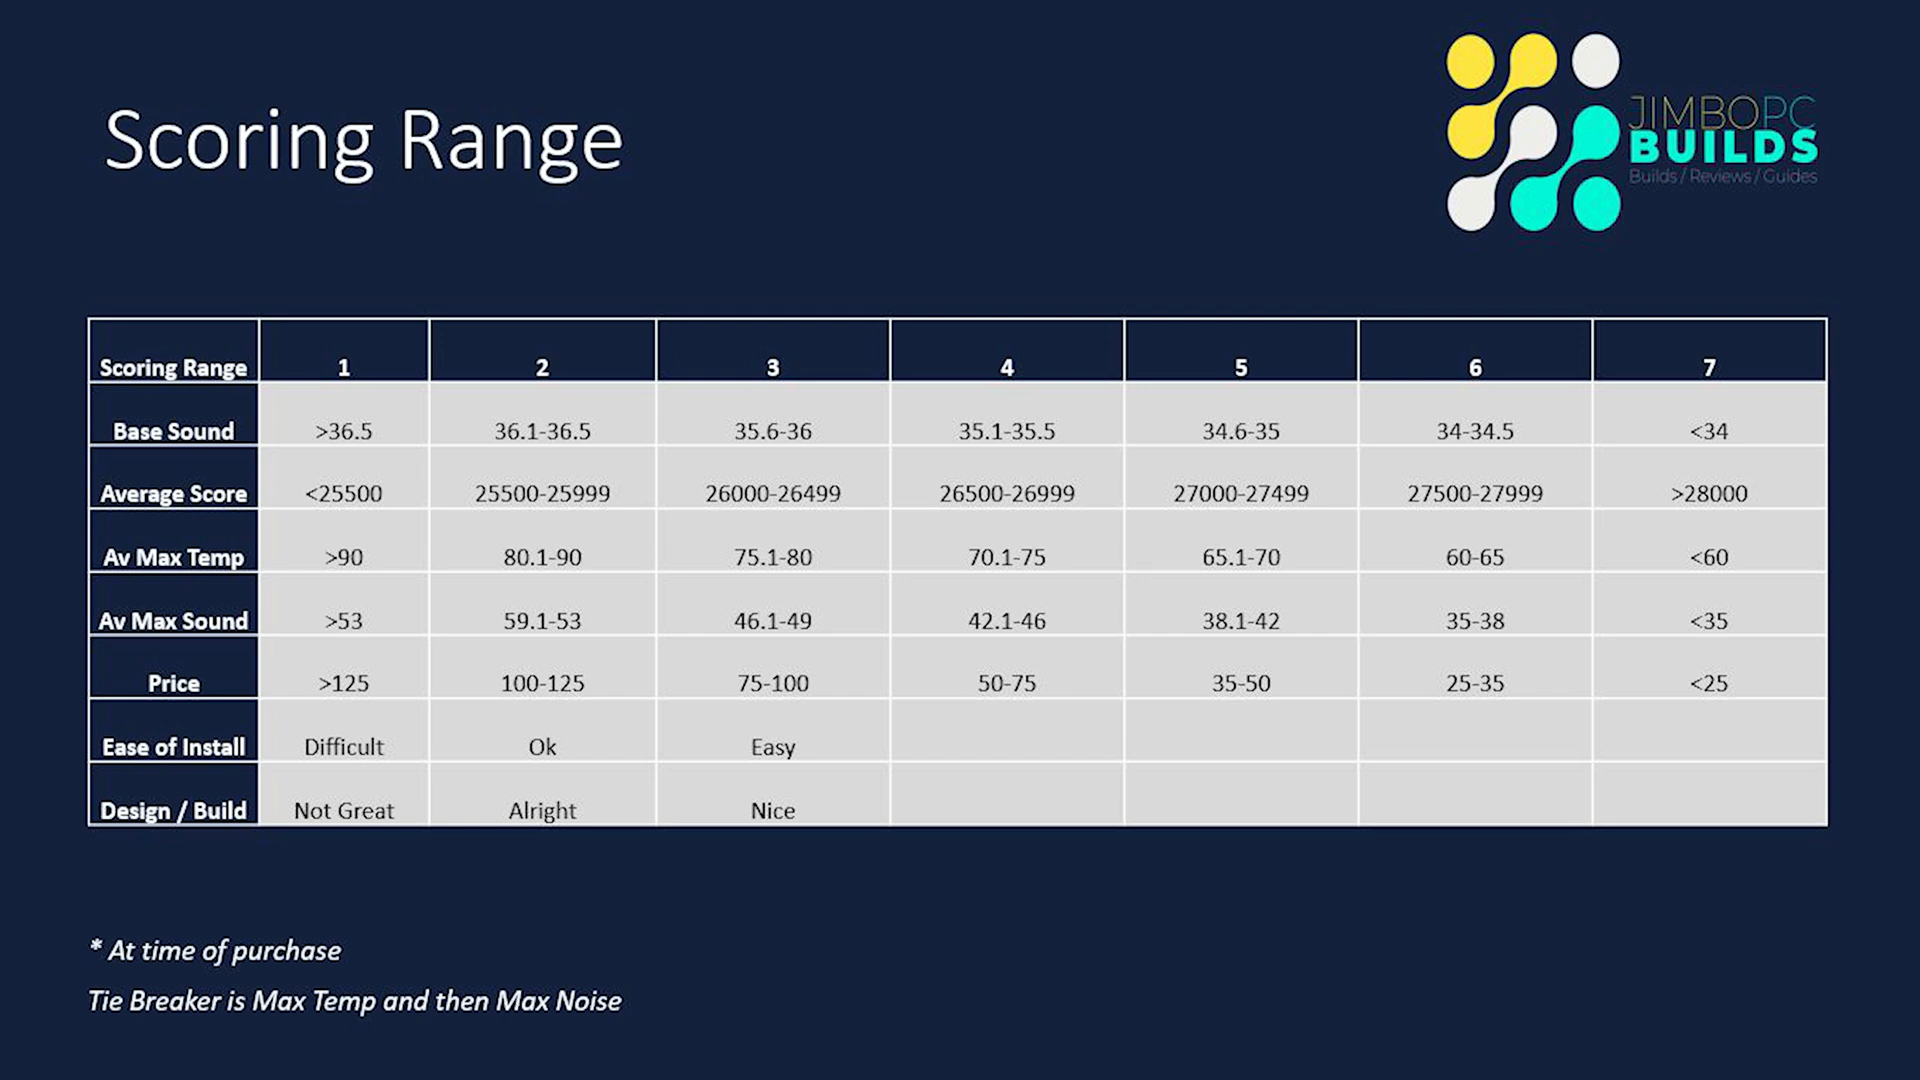 JIMBOPC
BUILDS
Builds / Reviews / Guides
Scoring Range
Scoring Range 1 2 3 4 5 6 7
Base Sound >36.5 36.1-36.5 35.6-36 35.1-35.5 34.6-35 34-34.5 <34
Average Score <25500 25500-25999 26000-26499 26500-26999 27000-27499 27500-27999 >28000
Av Max Temp >90 80.1-90 75.1-80 70.1-75 65.1-70 60-65 <60
Av Max Sound >53 59.1-53 46.1-49 42.1-46 38.1-42 35-38 <35
Price >125 100-125 75-100 50-75 35-50 25-35 <25
Ease of Install Difficult Ok Easy
Design / Build Not Great Alright Nice
* At time of purchase
Tie Breaker is Max Temp and then Max Noise